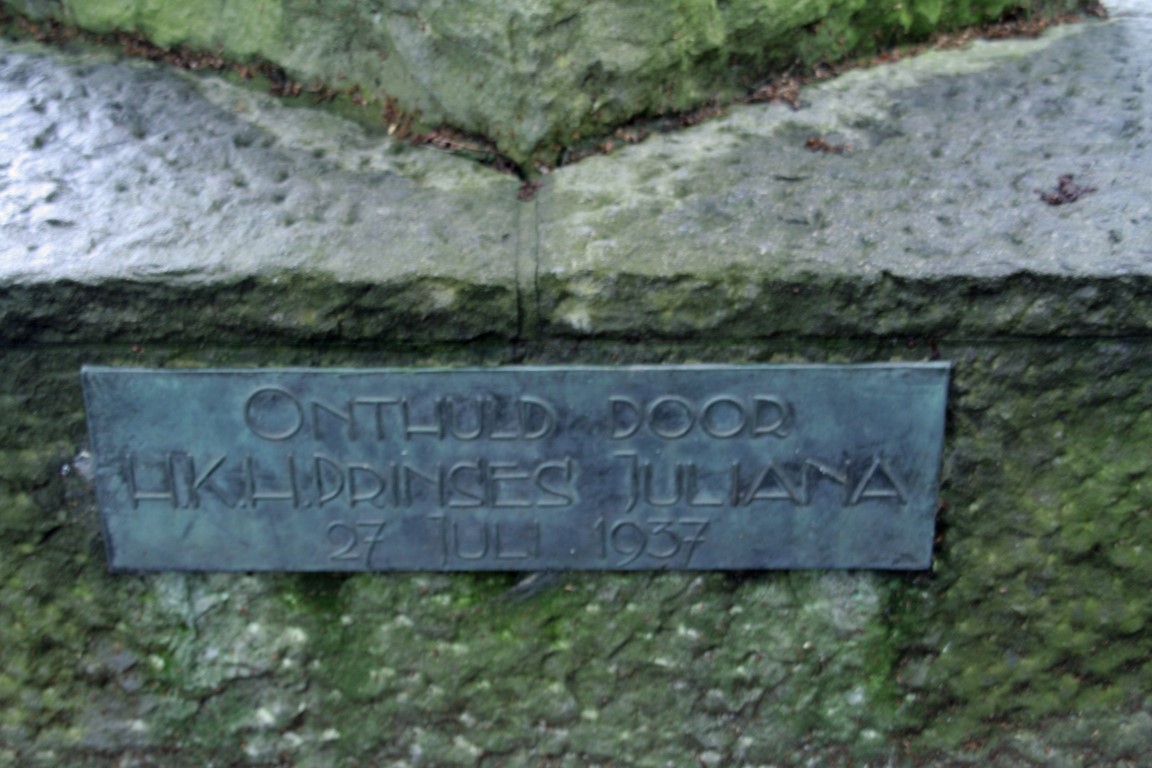 ONTHULD DOOR
H.K.H. PRINSES JULIANA
27 JULI 1937